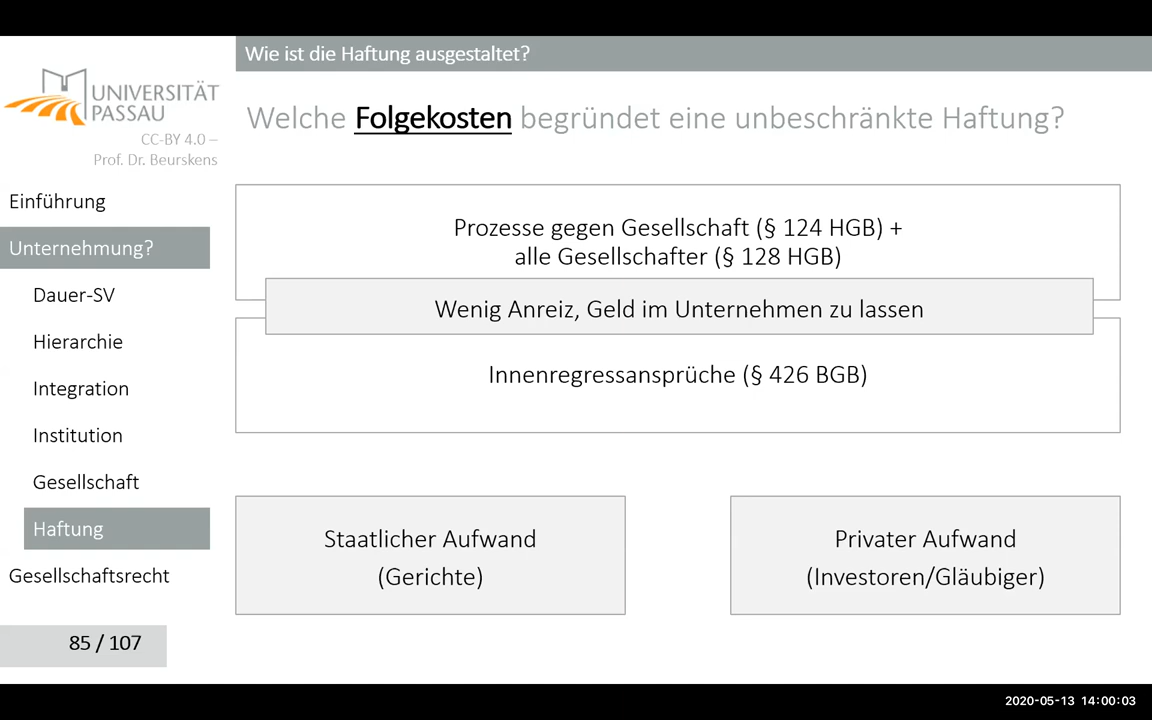 Wie ist die Haftung ausgestaltet?
UNIVERSITÄT
PASSAU
CC-BY 4.0 –
Prof. Dr. Beurskens
Einführung
Unternehmung?
Dauer-SV
Hierarchie
Integration
Institution
Gesellschaft
Haftung
Gesellschaftsrecht
85 / 107
Welche Folgekosten begründet eine unbeschränkte Haftung?
Prozesse gegen Gesellschaft (§ 124 HGB) +
alle Gesellschafter (§ 128 HGB)
Wenig Anreiz, Geld im Unternehmen zu lassen
Innenregressansprüche (§ 426 BGB)
Staatlicher Aufwand
(Gerichte)
Privater Aufwand
(Investoren/Gläubiger)
2020-05-13 14:00:03